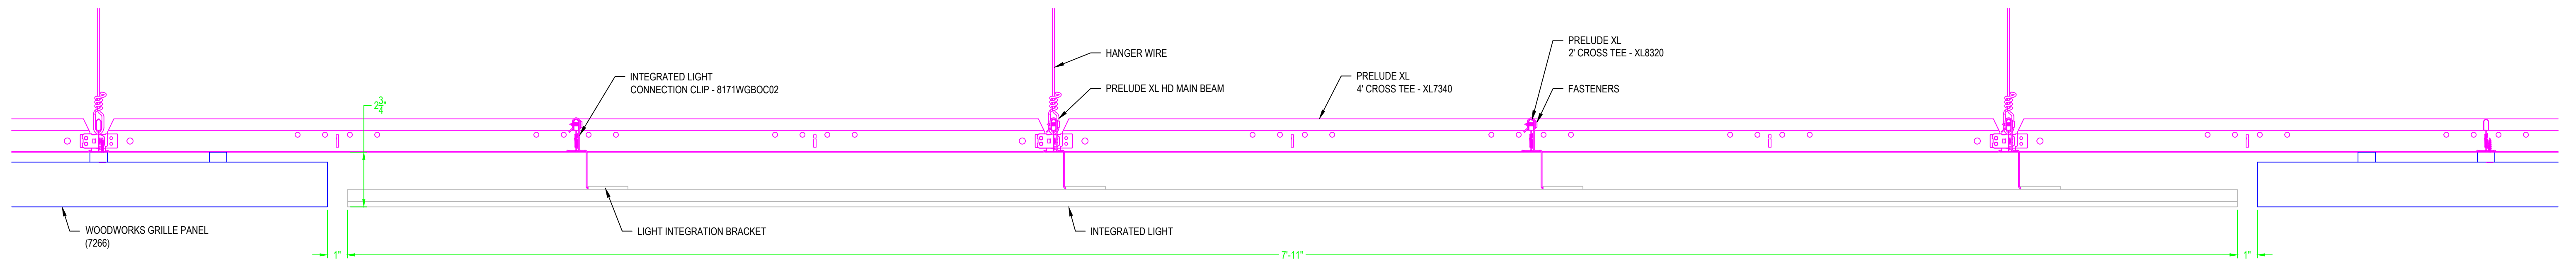 HANGER WIRE
PRELUDE XL
2' CROSS TEE - XL8320
INTEGRATED LIGHT
CONNECTION CLIP - 8171WGBOC02
PRELUDE XL HD MAIN BEAM
PRELUDE XL
4' CROSS TEE - XL7340
FASTENERS
2 3/4"
WOODWORKS GRILLE PANEL
(7266)
LIGHT INTEGRATION BRACKET
INTEGRATED LIGHT
1"
7'-11"
1"